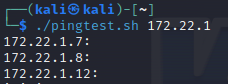 ┌──(kali㉿kali)-[~]
└─$ ./pingtest.sh 172.22.1
172.22.1.7:
172.22.1.8:
172.22.1.12: